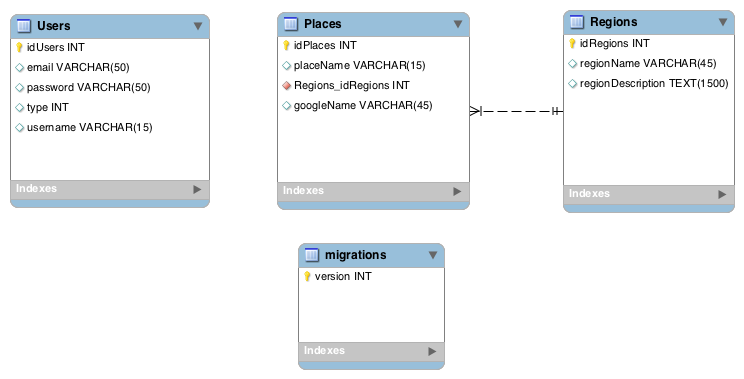 Users
idUsers INT
email VARCHAR(50)
password VARCHAR(50)
type INT
username VARCHAR(15)
Indexes
Places
idPlaces INT
placeName VARCHAR(15)
Regions_idRegions INT
googleName VARCHAR(45)
Indexes
Regions
idRegions INT
regionName VARCHAR(45)
regionDescription TEXT(1500)
Indexes
migrations
version INT
Indexes